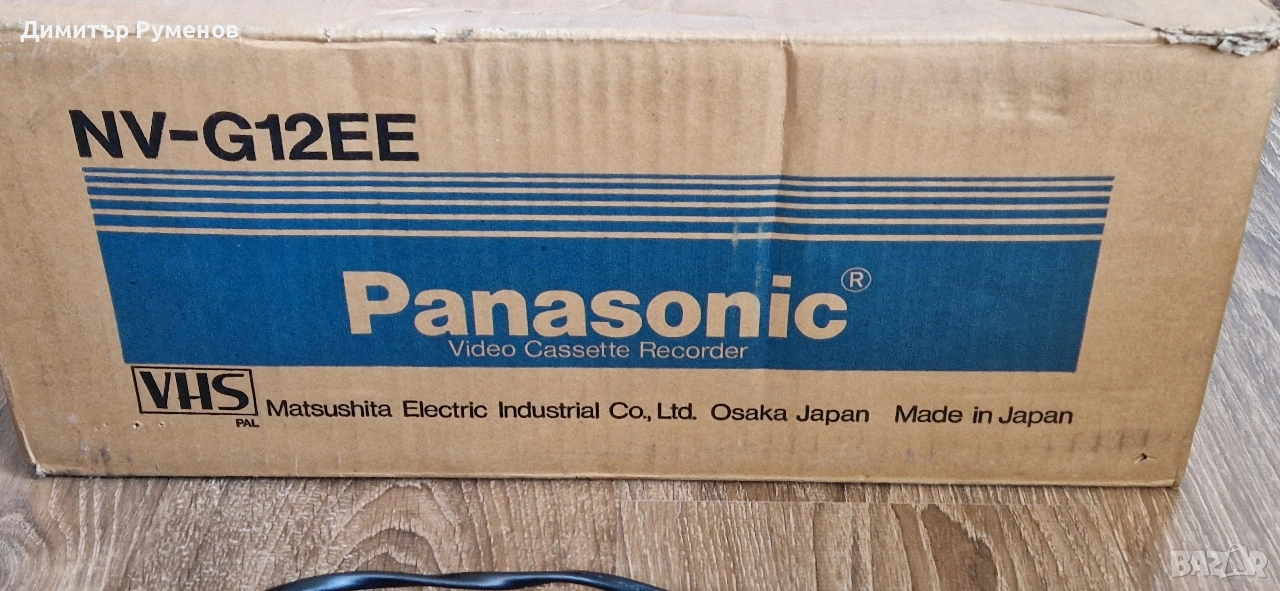 Димитър Руменов
NV-G12EE
Panasonic®
Video Cassette Recorder
VHS
PAL
Matsushita Electric Industrial Co., Ltd. Osaka Japan Made in Japan
BAZAR